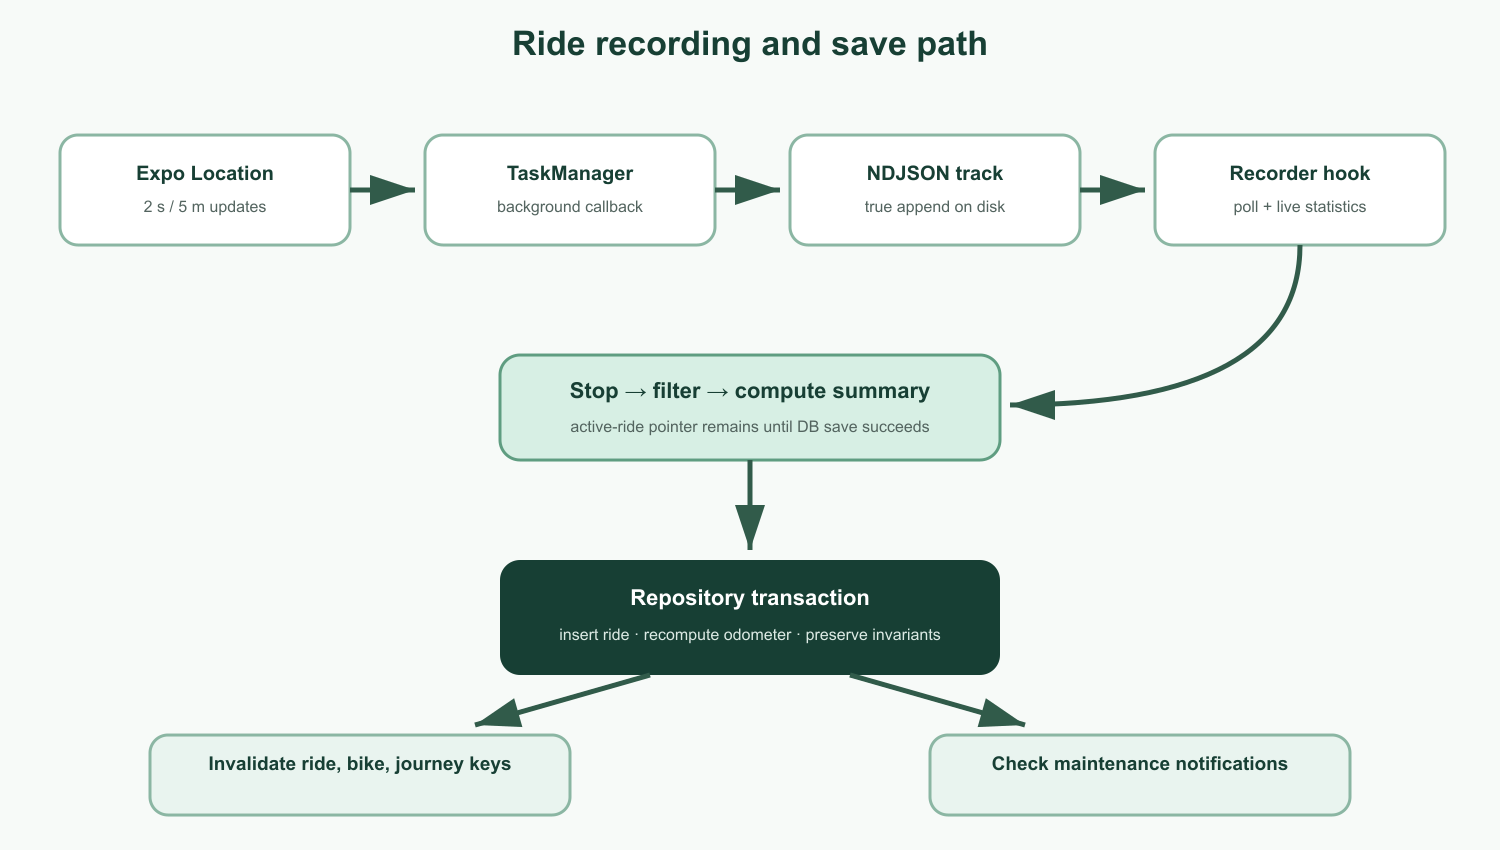 Ride recording and save path
Expo Location
2 s / 5 m updates
TaskManager
background callback
NDJSON track
true append on disk
Recorder hook
poll + live statistics
Stop → filter → compute summary
active-ride pointer remains until DB save succeeds
Repository transaction
insert ride · recompute odometer · preserve invariants
Invalidate ride, bike, journey keys
Check maintenance notifications